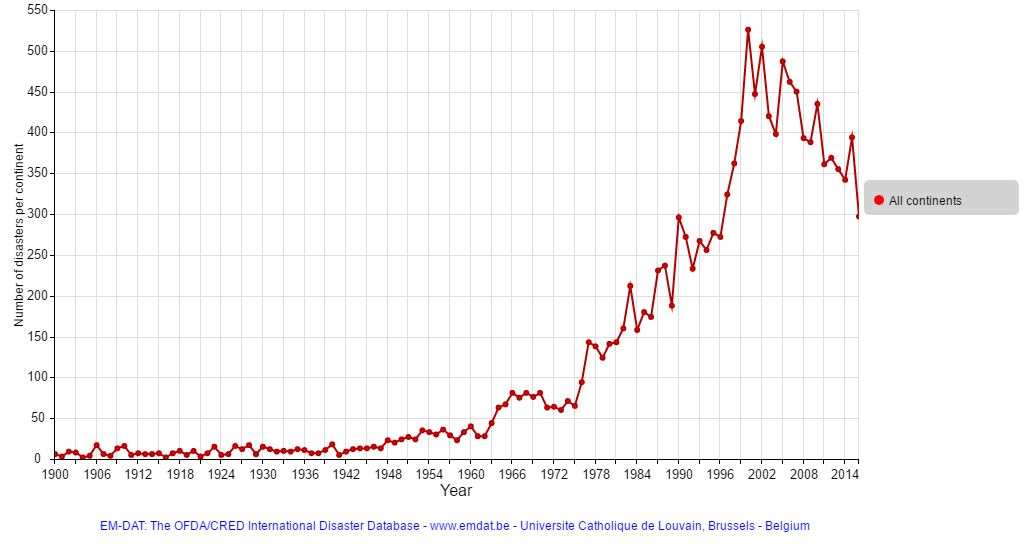 550
500
450
400
350
300
250
200
150
100
50
0
Number of disasters per continent
All continents
1900 1906 1912 1918 1924 1930 1936 1942 1948 1954 1960 1966 1972 1978 1984 1990 1996 2002 2008 2014
Year
EM-DAT: The OFDA/CRED International Disaster Database - www.emdat.be - Universite Catholique de Louvain, Brussels - Belgium